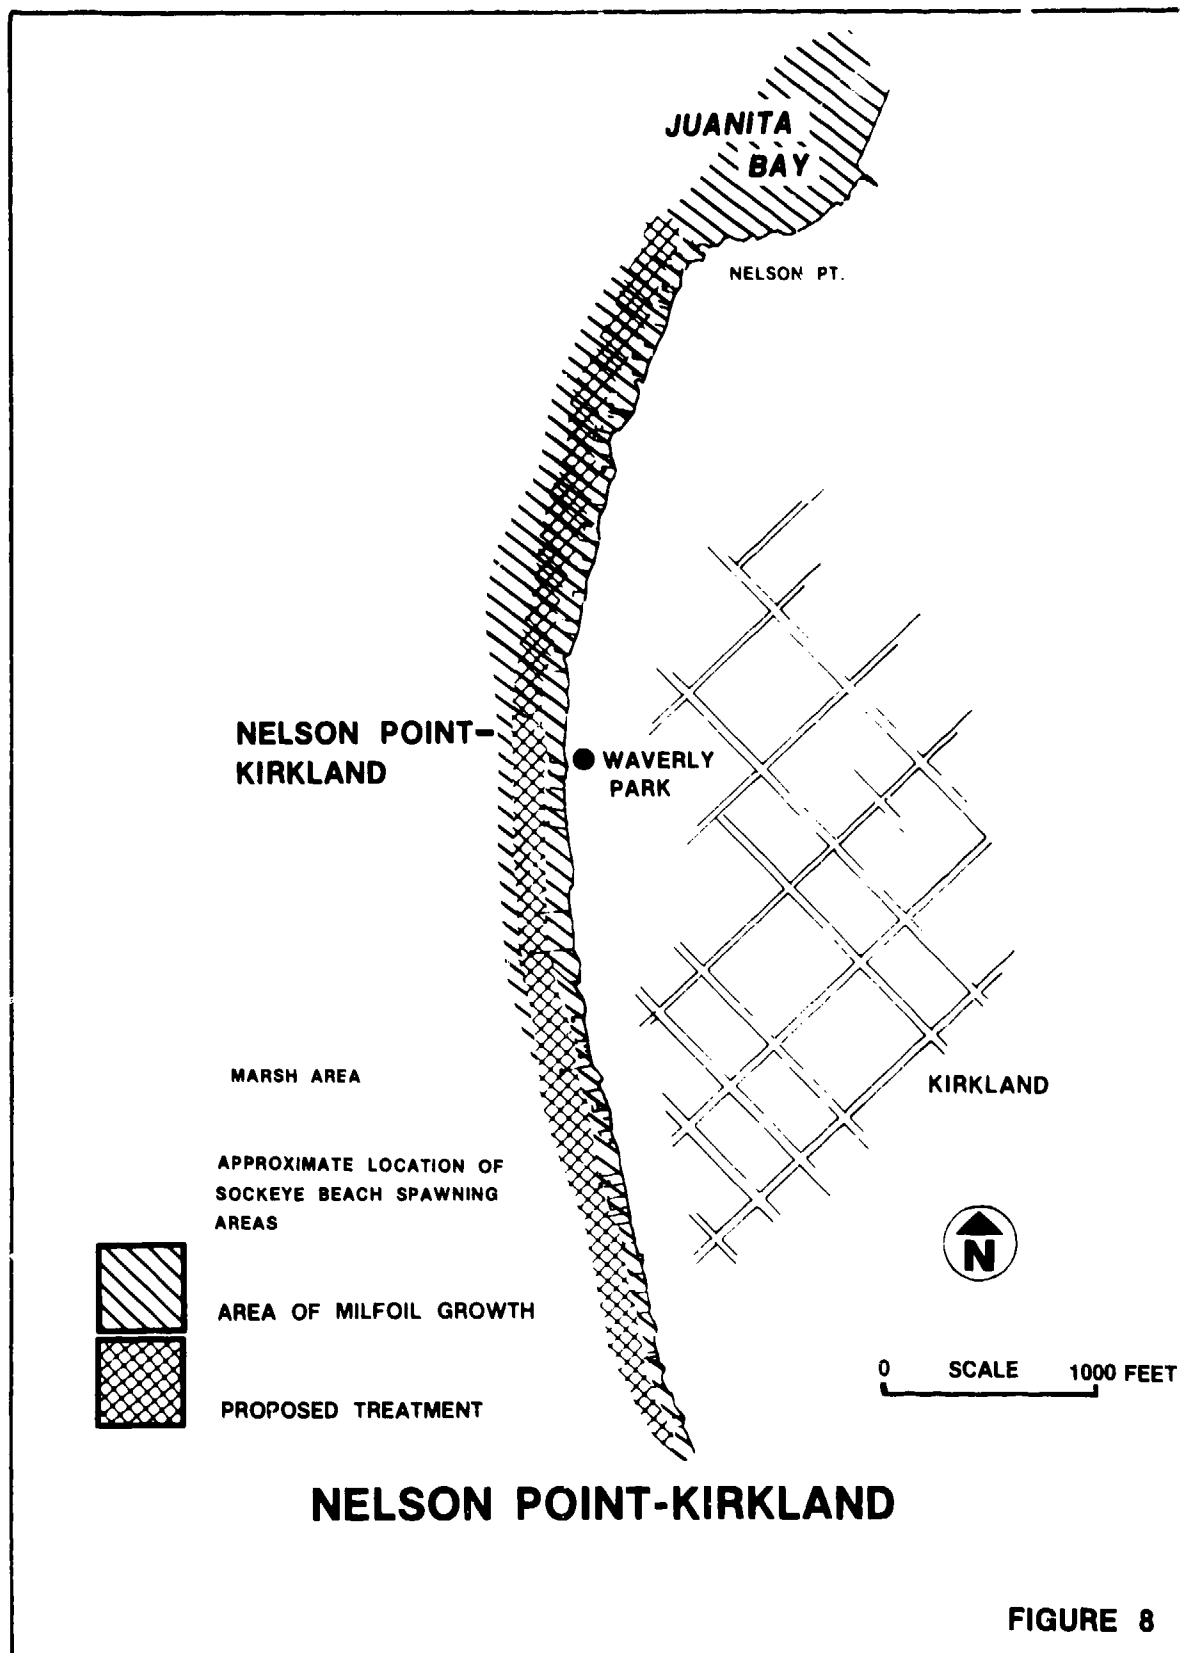 JUANITA
BAY
NELSON PT.
NELSON POINT-
KIRKLAND
WAVERLY
PARK
MARSH AREA
KIRKLAND
APPROXIMATE LOCATION OF
SOCKEYE BEACH SPAWNING
AREAS
N
AREA OF MILFOIL GROWTH
0 SCALE 1000 FEET
PROPOSED TREATMENT
NELSON POINT-KIRKLAND
FIGURE 8